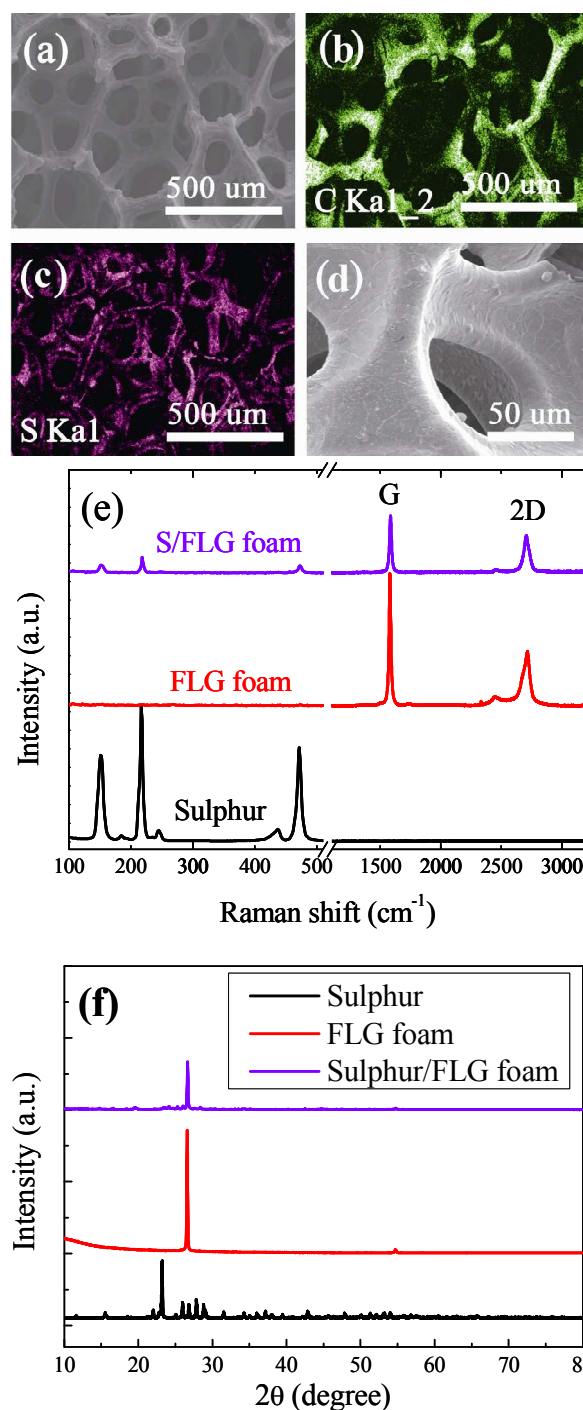 (a)
500 um
(b)
C Ka1_2
500 um
(c)
S Ka1
500 um
(d)
50 um
(e)
G
2D
S/FLG foam
FLG foam
Sulphur
Intensity (a.u.)
100 200 300 400 500 1500 2000 2500 3000
Raman shift (cm⁻¹)
(f)
Sulphur
FLG foam
Sulphur/FLG foam
Intensity (a.u.)
10 20 30 40 50 60 70 8
2θ (degree)